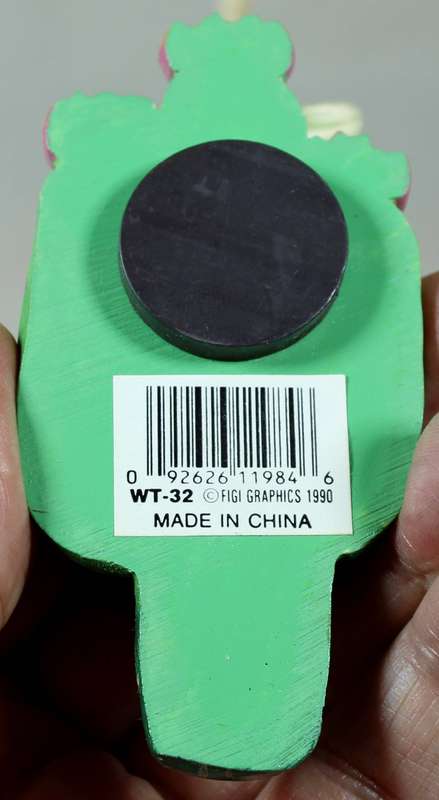 0 92626 11984 6
WT-32 ©FIGI GRAPHICS 1990
MADE IN CHINA